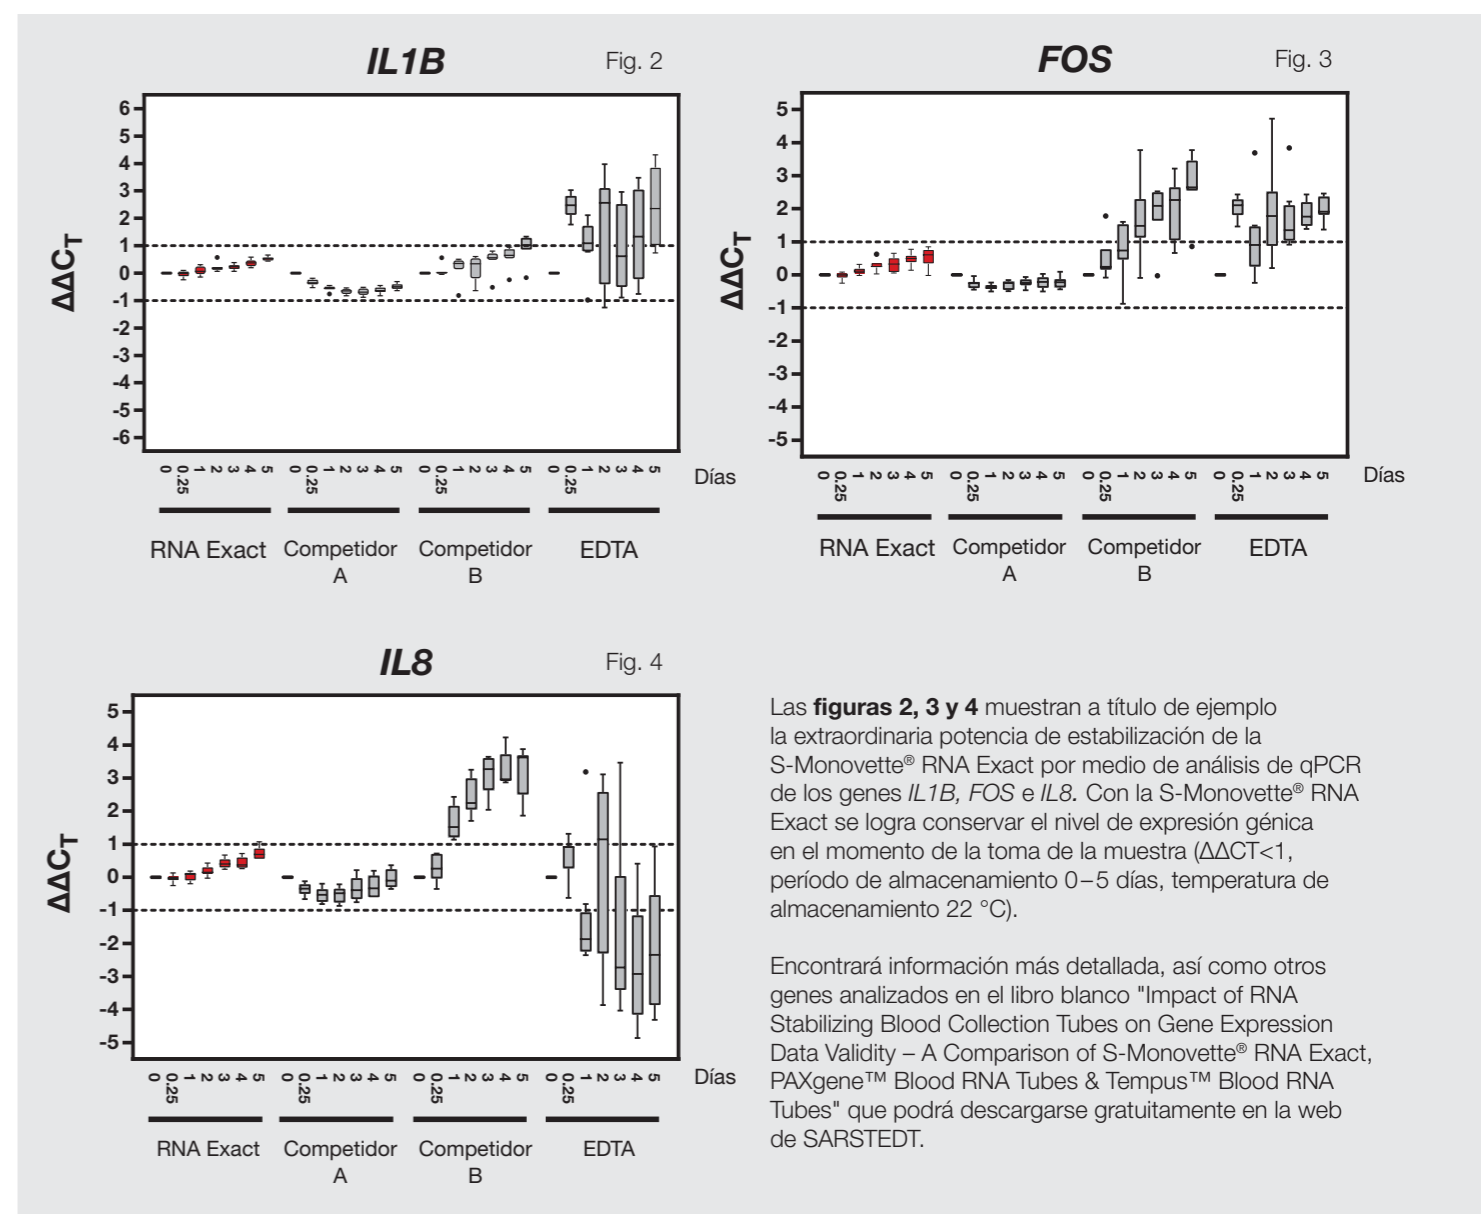 IL1B
Fig. 2
6
5
4
3
2
1
0
-1
-2
-3
-4
-5
-6
ΔΔCT
0 0.25 1 2 3 4 5 0 0.25 1 2 3 4 5 0 0.25 1 2 3 4 5 0 0.25 1 2 3 4 5
Días
RNA Exact Competidor A Competidor B EDTA
FOS
Fig. 3
5
4
3
2
1
0
-1
-2
-3
-4
-5
ΔΔCT
0 0.25 1 2 3 4 5 0 0.25 1 2 3 4 5 0 0.25 1 2 3 4 5 0 0.25 1 2 3 4 5
Días
RNA Exact Competidor A Competidor B EDTA
IL8
Fig. 4
5
4
3
2
1
0
-1
-2
-3
-4
-5
ΔΔCT
0 0.25 1 2 3 4 5 0 0.25 1 2 3 4 5 0 0.25 1 2 3 4 5 0 0.25 1 2 3 4 5
Días
RNA Exact Competidor A Competidor B EDTA
Las figuras 2, 3 y 4 muestran a título de ejemplo
la extraordinaria potencia de estabilización de la
S-Monovette® RNA Exact por medio de análisis de qPCR
de los genes IL1B, FOS e IL8. Con la S-Monovette® RNA
Exact se logra conservar el nivel de expresión génica
en el momento de la toma de la muestra (ΔΔCT<1,
período de almacenamiento 0–5 días, temperatura de
almacenamiento 22 °C).
Encontrará información más detallada, así como otros
genes analizados en el libro blanco "Impact of RNA
Stabilizing Blood Collection Tubes on Gene Expression
Data Validity – A Comparison of S-Monovette® RNA Exact,
PAXgene™ Blood RNA Tubes & Tempus™ Blood RNA
Tubes" que podrá descargarse gratuitamente en la web
de SARSTEDT.